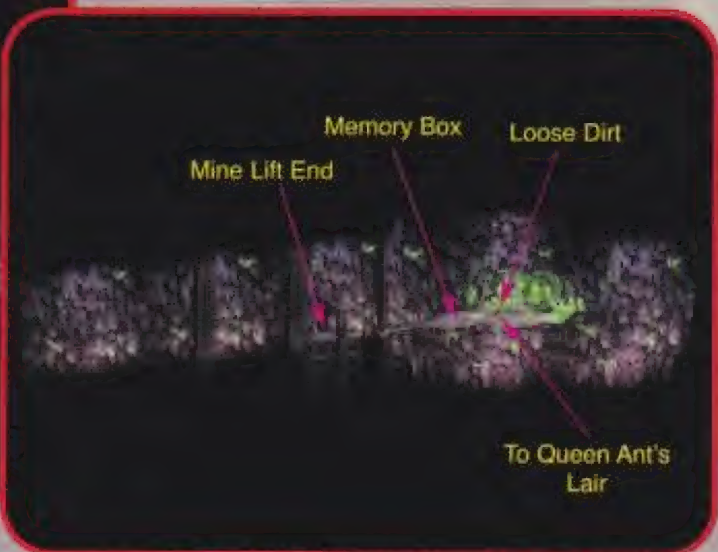 Memory Box
Loose Dirt
Mine Lift End
To Queen Ant's
Lair